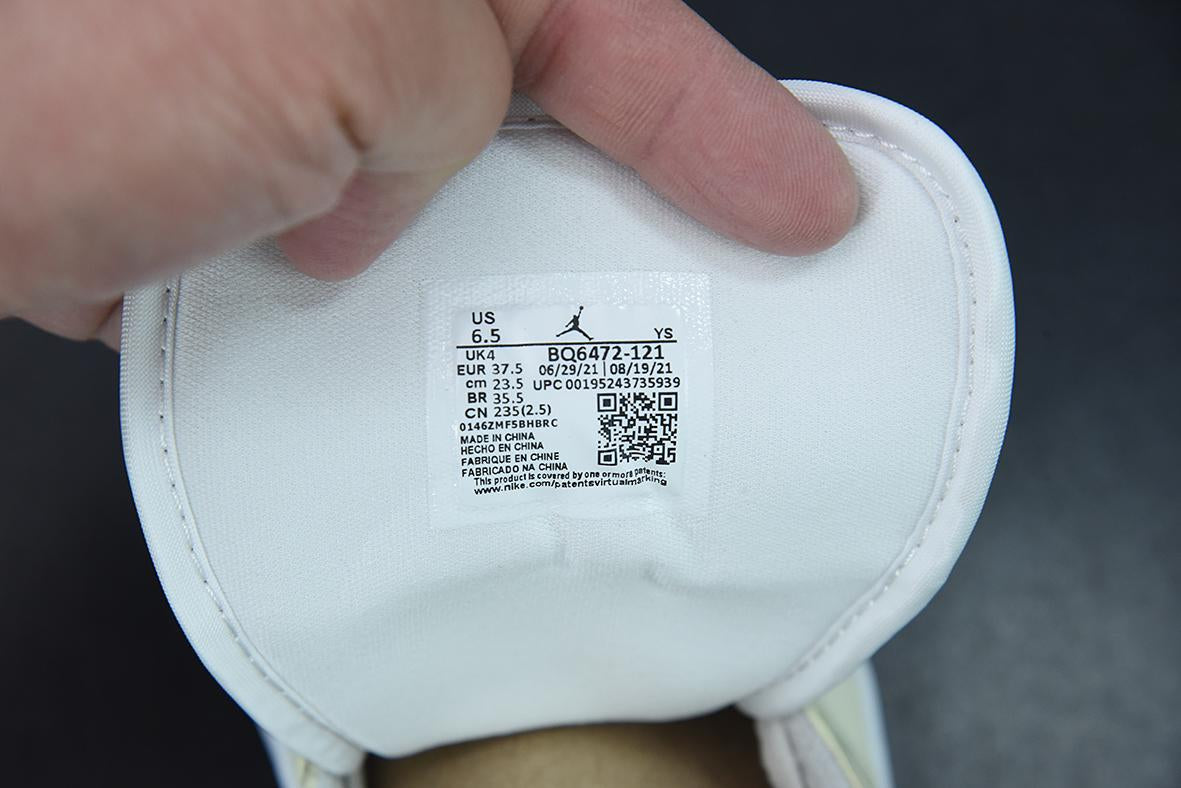 US
6.5 YS
UK4 BQ6472-121
EUR 37.5 06/29/21 | 08/19/21
cm 23.5 UPC 00195243735939
BR 35.5
CN 235(2.5)
0146ZMF5BHBRC
MADE IN CHINA
HECHO EN CHINA
FABRIQUE EN CHINE
FABRICADO NA CHINA
This product is covered by one or more patents:
www.nike.com/patentsvirtualmarking